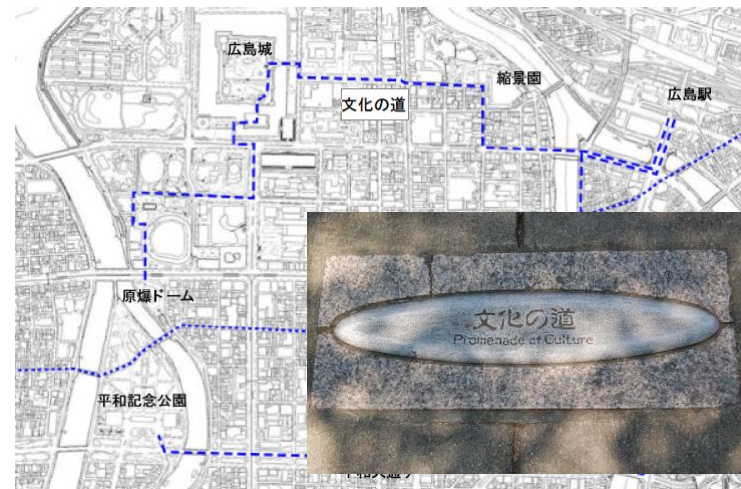 広島城
縮景園
広島駅
文化の道
原爆ドーム
平和記念公園
文化の道
Promenade of Culture